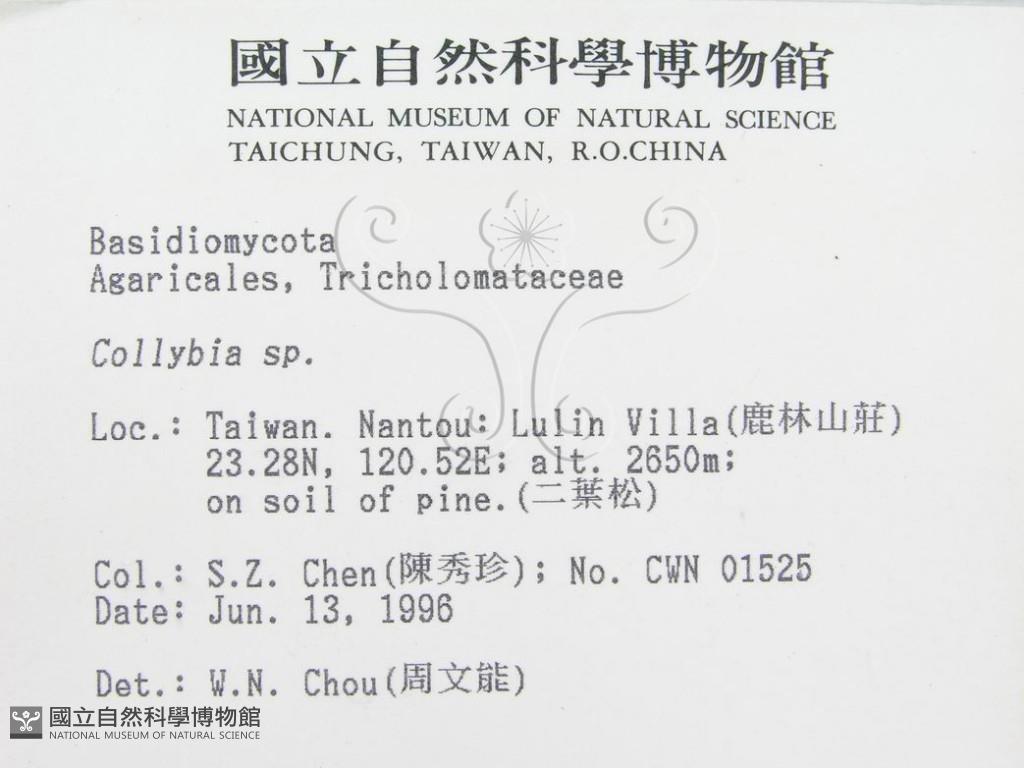 國立自然科學博物館
NATIONAL MUSEUM OF NATURAL SCIENCE
TAICHUNG, TAIWAN, R.O.CHINA
Basidiomycota
Agaricales, Tricholomataceae
Collybia sp.
Loc.: Taiwan. Nantou: Lulin Villa(鹿林山莊)
23.28N, 120.52E; alt. 2650m;
on soil of pine.(二葉松)
Col.: S.Z. Chen(陳秀珍); No. CWN 01525
Date: Jun. 13, 1996
Det.: W.N. Chou(周文能)
國立自然科學博物館
NATIONAL MUSEUM OF NATURAL SCIENCE